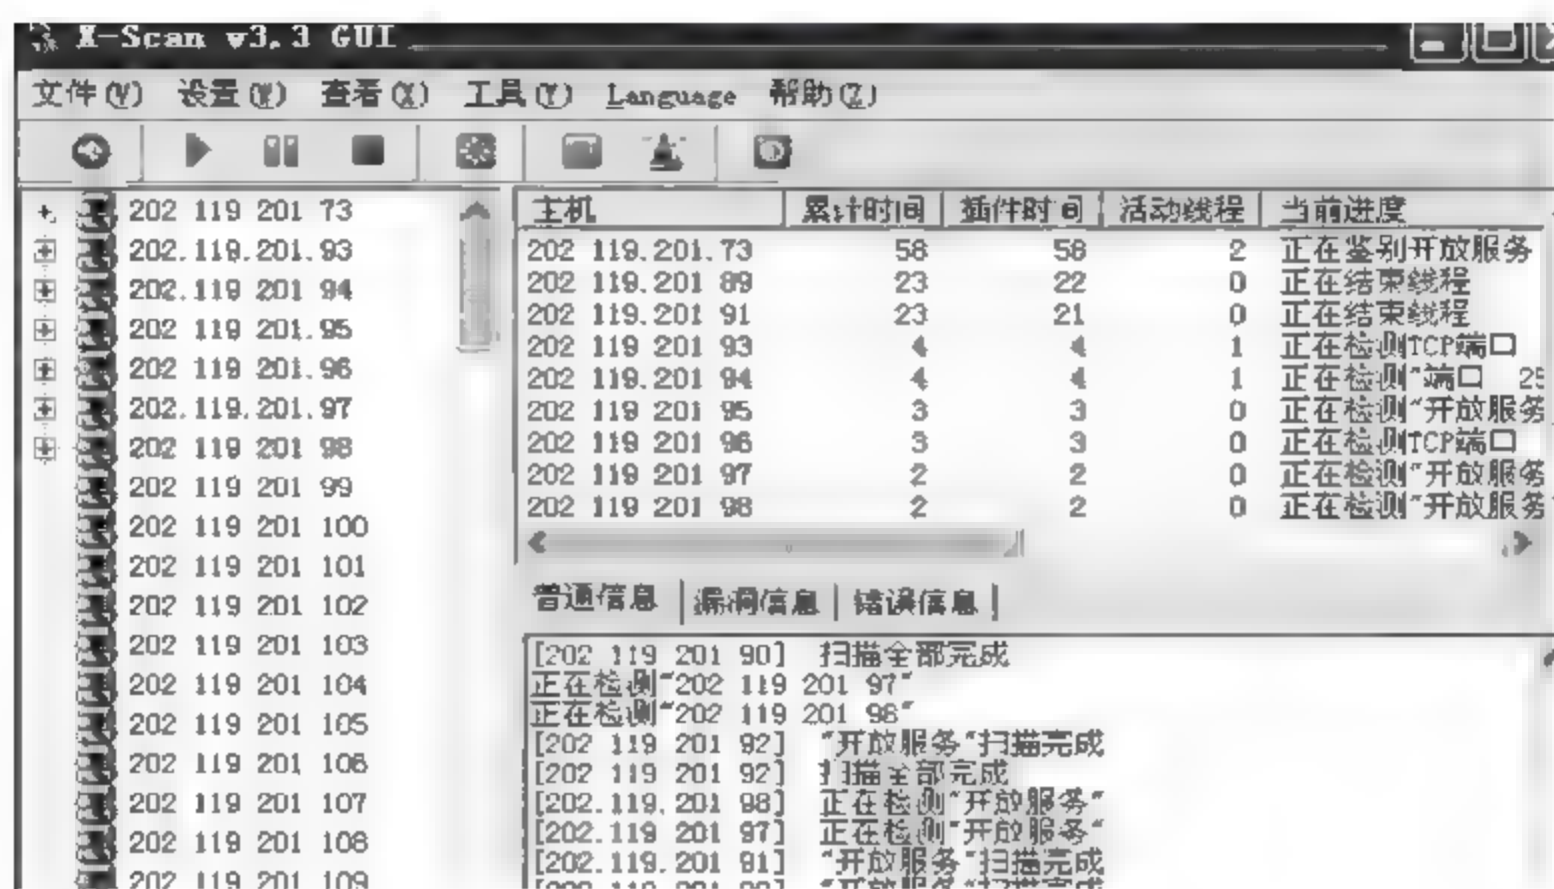 X-Scan v3.3 GUI
文件(V) 设置(W) 查看(X) 工具(Y) Language 帮助(Z)
202 119 201 73
202.119.201.93
202.119 201 94
202 119 201.95
202 119 201.96
202.119.201.97
202 119 201 98
202 119 201 99
202 119 201 100
202 119 201 101
202 119 201 102
202 119 201 103
202 119 201 104
202 119 201 105
202 119 201 106
202 119 201 107
202 119 201 108
202 119 201 109
主机 累计时间 插件时间 活动线程 当前进度
202 119.201.73 58 58 2 正在鉴别开放服务
202 119.201 89 23 22 0 正在结束线程
202 119.201 91 23 21 0 正在结束线程
202 119 201 93 4 4 1 正在检测TCP端口
202 119.201 94 4 4 1 正在检测"端口 25
202 119 201 95 3 3 0 正在检测"开放服务
202 119 201 96 3 3 0 正在检测TCP端口
202 119 201 97 2 2 0 正在检测"开放服务
202 119 201 98 2 2 0 正在检测"开放服务
普通信息 漏洞信息 错误信息
[202 119 201 90] 扫描全部完成
正在检测"202 119 201 97"
正在检测"202 119 201 98"
[202 119 201 92] "开放服务"扫描完成
[202 119 201 92] 扫描全部完成
[202.119.201 98] 正在检测"开放服务"
[202.119 201 97] 正在检测"开放服务"
[202.119.201 91] "开放服务"扫描完成